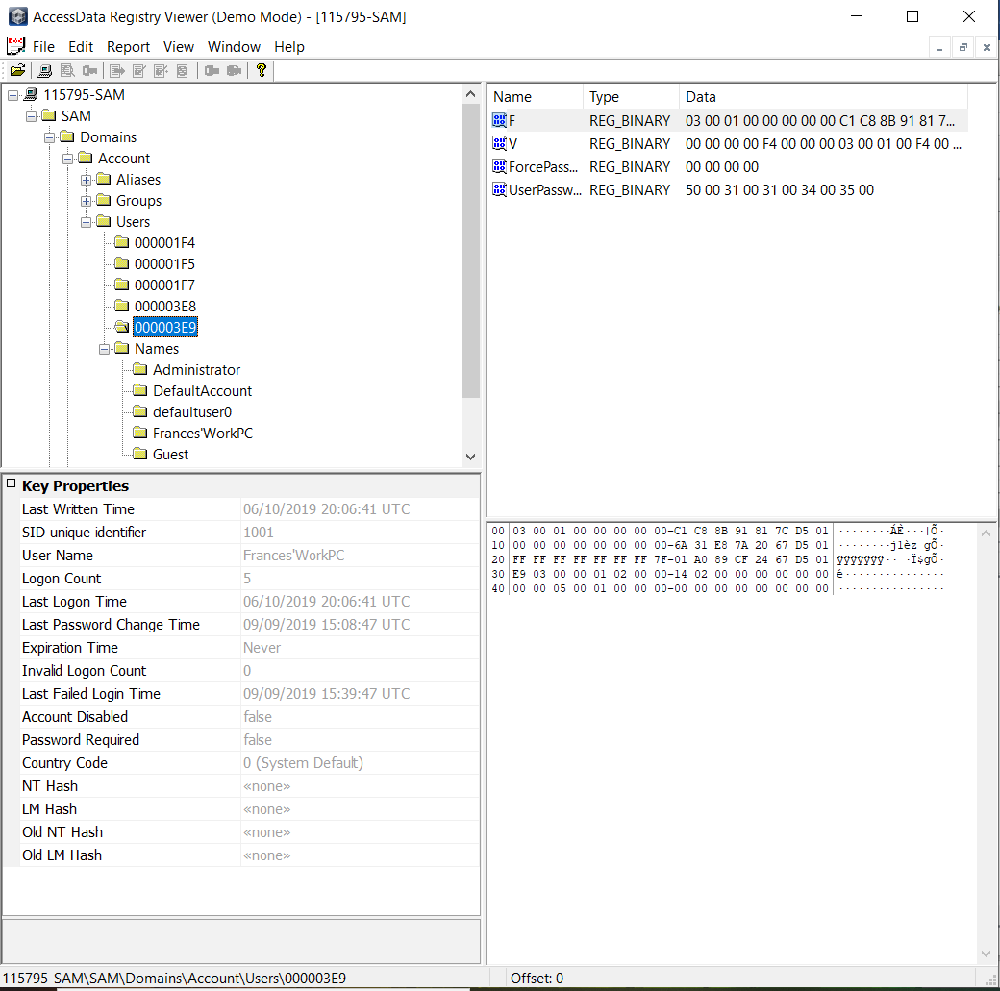 AccessData Registry Viewer (Demo Mode) - [115795-SAM]
File Edit Report View Window Help
115795-SAM
SAM
Domains
Account
Aliases
Groups
Users
000001F4
000001F5
000001F7
000003E8
000003E9
Names
Administrator
DefaultAccount
defaultuser0
Frances'WorkPC
Guest
Name Type Data
F REG_BINARY 03 00 01 00 00 00 00 00 C1 C8 8B 91 81 7...
V REG_BINARY 00 00 00 00 F4 00 00 00 03 00 01 00 F4 00 ...
ForcePass... REG_BINARY 00 00 00 00
UserPassw... REG_BINARY 50 00 31 00 31 00 34 00 35 00
Key Properties
Last Written Time 06/10/2019 20:06:41 UTC
SID unique identifier 1001
User Name Frances'WorkPC
Logon Count 5
Last Logon Time 06/10/2019 20:06:41 UTC
Last Password Change Time 09/09/2019 15:08:47 UTC
Expiration Time Never
Invalid Logon Count 0
Last Failed Login Time 09/09/2019 15:39:47 UTC
Account Disabled false
Password Required false
Country Code 0 (System Default)
NT Hash «none»
LM Hash «none»
Old NT Hash «none»
Old LM Hash «none»
00 03 00 01 00 00 00 00 00-C1 C8 8B 91 81 7C D5 01 ········ÁÈ···|Õ·
10 00 00 00 00 00 00 00 00-6A 31 E8 7A 20 67 D5 01 ········j1èz gÕ·
20 FF FF FF FF FF FF FF 7F-01 A0 89 CF 24 67 D5 01 ÿÿÿÿÿÿÿ·· ·Ï$gÕ·
30 E9 03 00 00 01 02 00 00-14 02 00 00 00 00 00 00 é···············
40 00 00 05 00 01 00 00 00-00 00 00 00 00 00 00 00 ················
115795-SAM\SAM\Domains\Account\Users\000003E9 Offset: 0